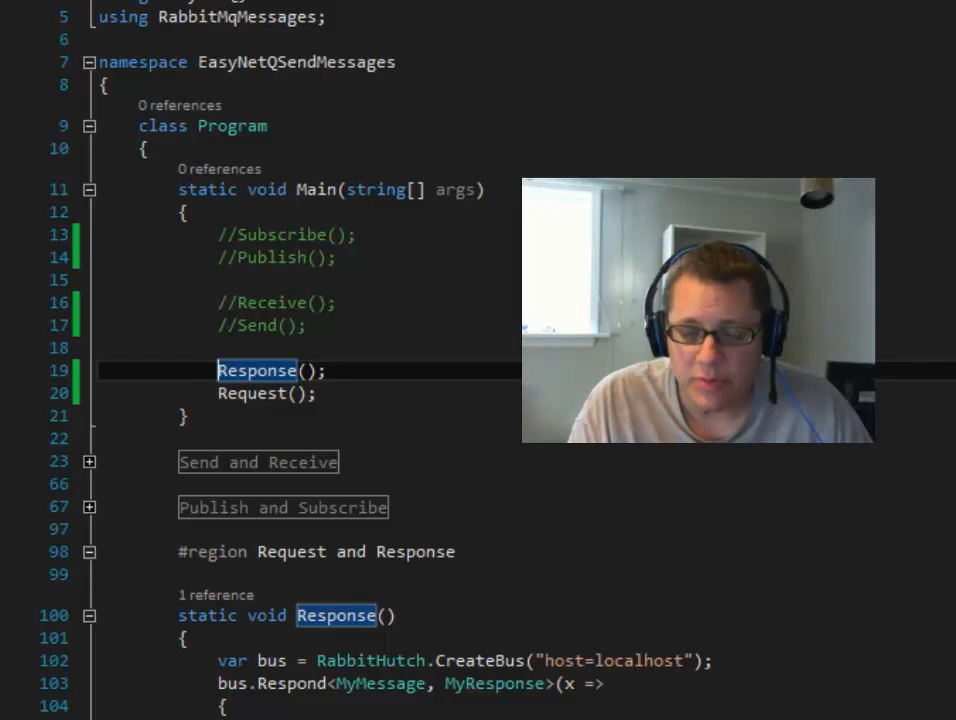 5 using RabbitMqMessages;
6
7 namespace EasyNetQSendMessages
8 {
0 references
9 class Program
10 {
0 references
11 static void Main(string[] args)
12 {
13 //Subscribe();
14 //Publish();
15
16 //Receive();
17 //Send();
18
19 Response();
20 Request();
21 }
22
23 Send and Receive
66
67 Publish and Subscribe
97
98 #region Request and Response
99
1 reference
100 static void Response()
101 {
102 var bus = RabbitHutch.CreateBus("host=localhost");
103 bus.Respond<MyMessage, MyResponse>(x =>
104 {